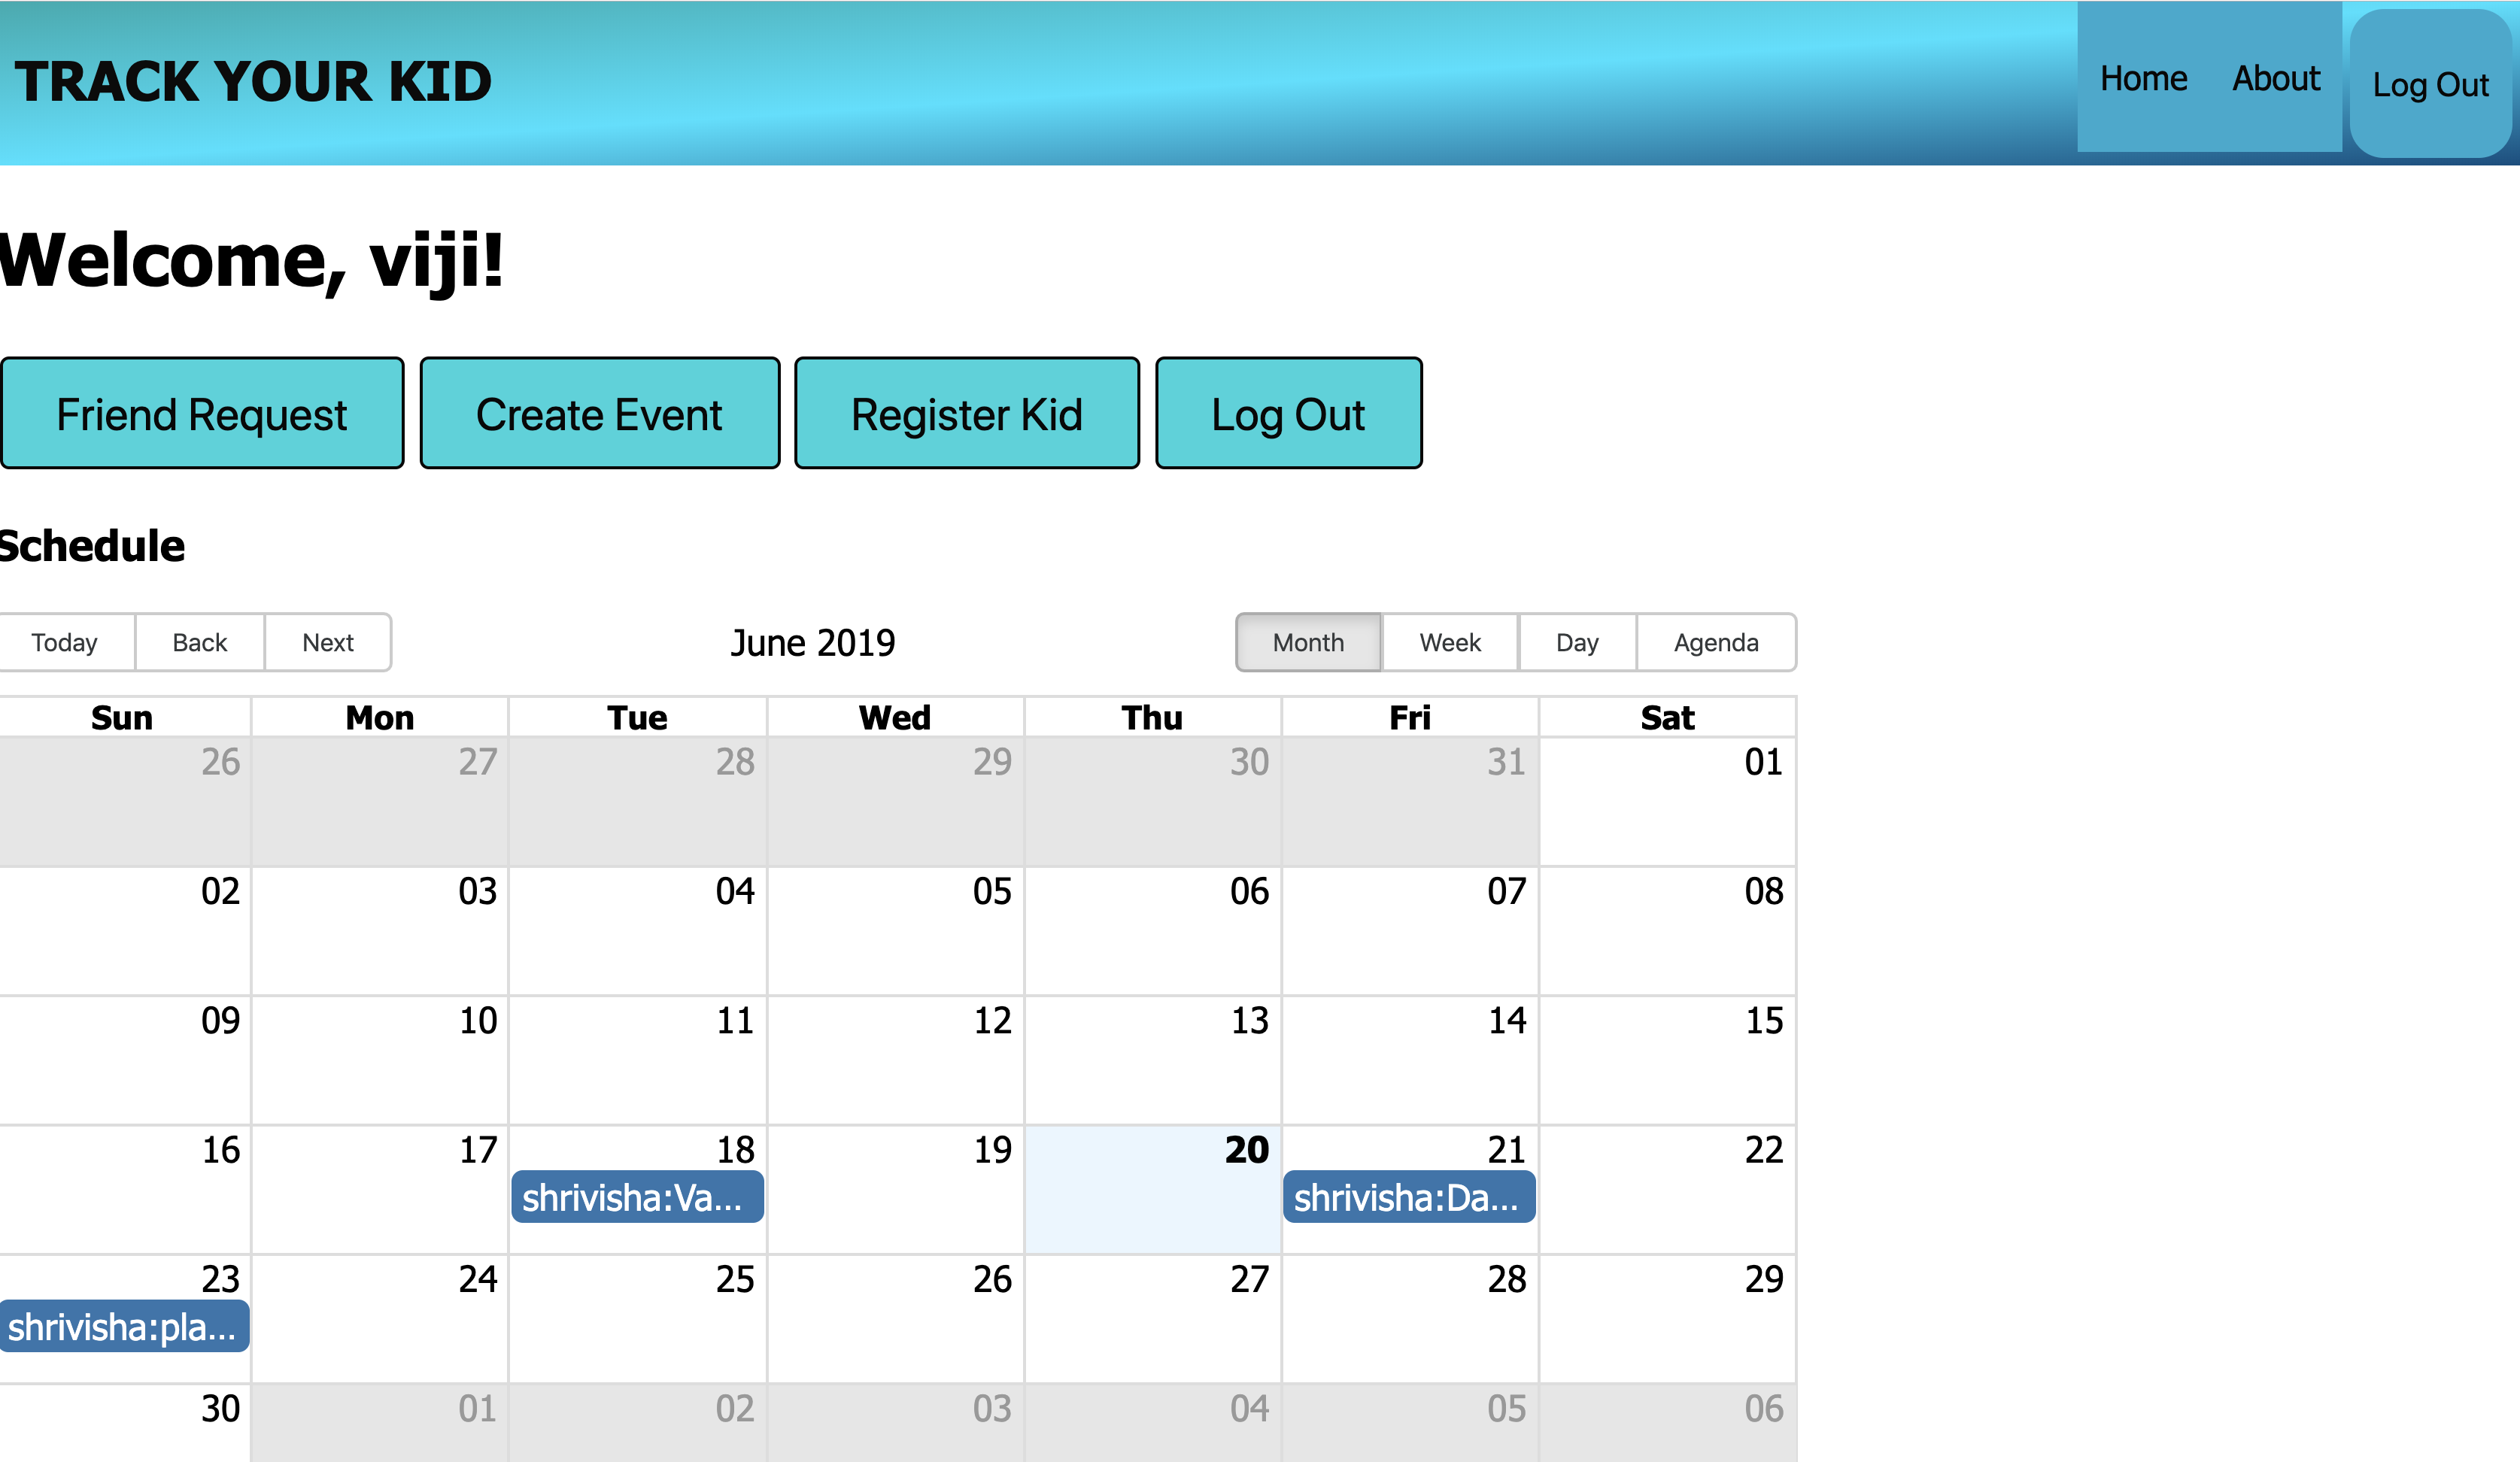 TRACK YOUR KID Home About Log Out
Welcome, viji!
Friend Request Create Event Register Kid Log Out
Schedule
Today Back Next June 2019 Month Week Day Agenda
Sun Mon Tue Wed Thu Fri Sat
26 27 28 29 30 31 01
02 03 04 05 06 07 08
09 10 11 12 13 14 15
16 17 18 19 20 21 22
shrivisha:Va... shrivisha:Da...
23 24 25 26 27 28 29
shrivisha:pla...
30 01 02 03 04 05 06